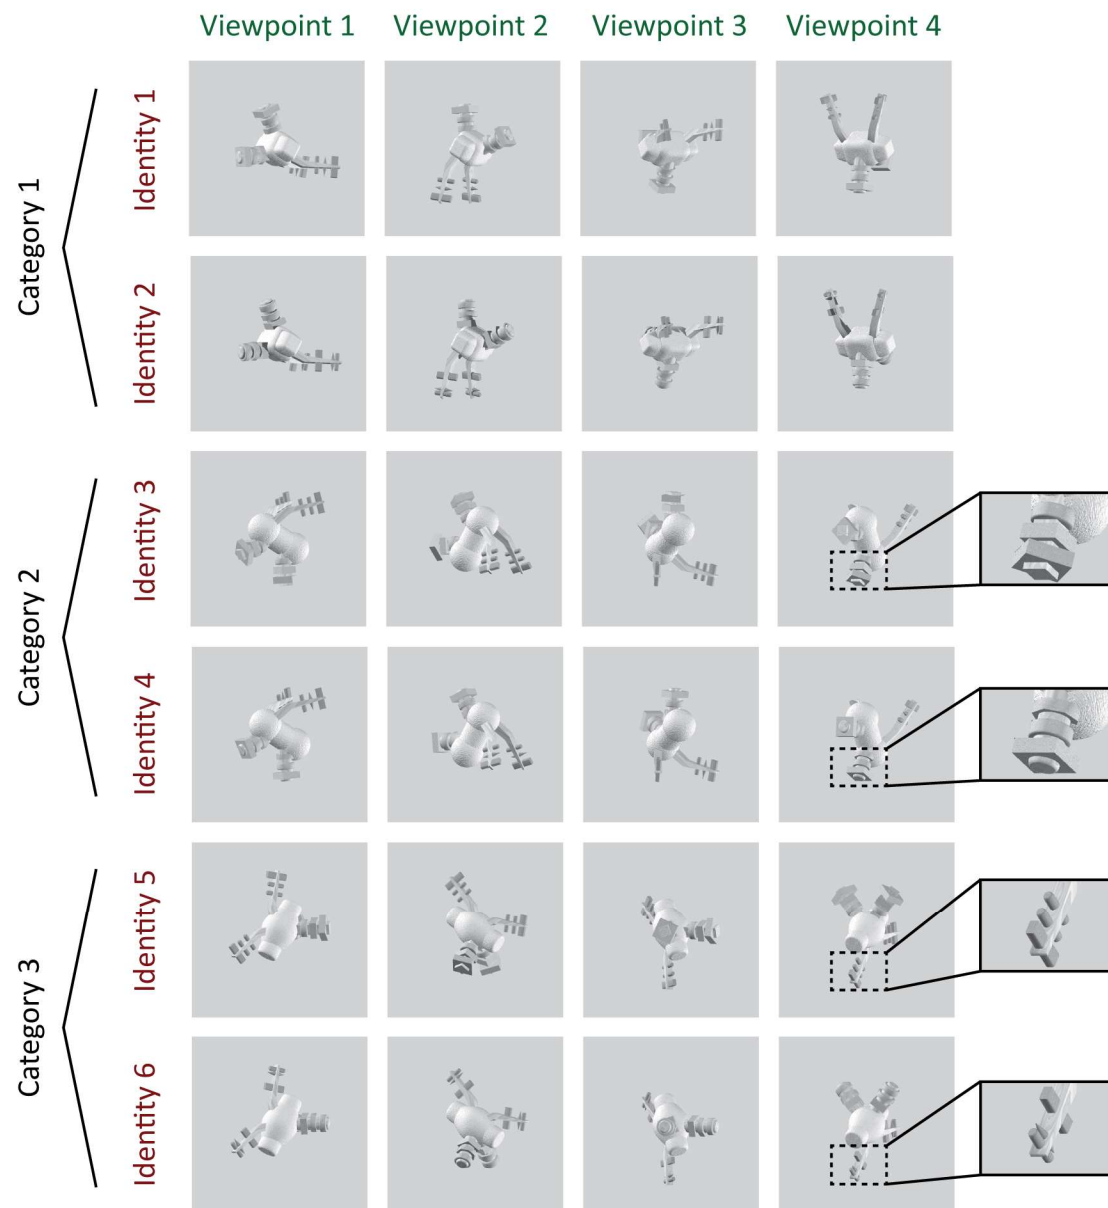 Viewpoint 1 Viewpoint 2 Viewpoint 3 Viewpoint 4
Category 1
Identity 1
Identity 2
Category 2
Identity 3
Identity 4
Category 3
Identity 5
Identity 6